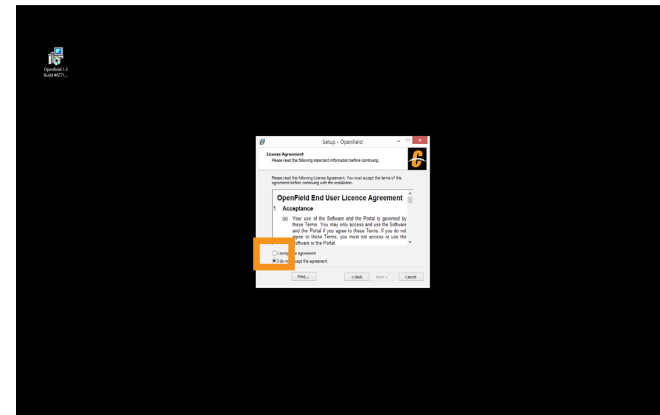 Openfield 1.3
Build #6271...
Setup - Openfield
License Agreement
Please read the following important information before continuing.
Please read the following License Agreement. You must accept the terms of this
agreement before continuing with the installation.
OpenField End User Licence Agreement
1 Acceptance
(a) Your use of the Software and the Portal is governed by
these Terms. You may only access and use the Software
and the Portal if you agree to these Terms. If you do not
agree to these Terms, you must not access or use the
Software or the Portal.
I accept agreement
I do not accept the agreement
Print...
< Back
Next >
Cancel